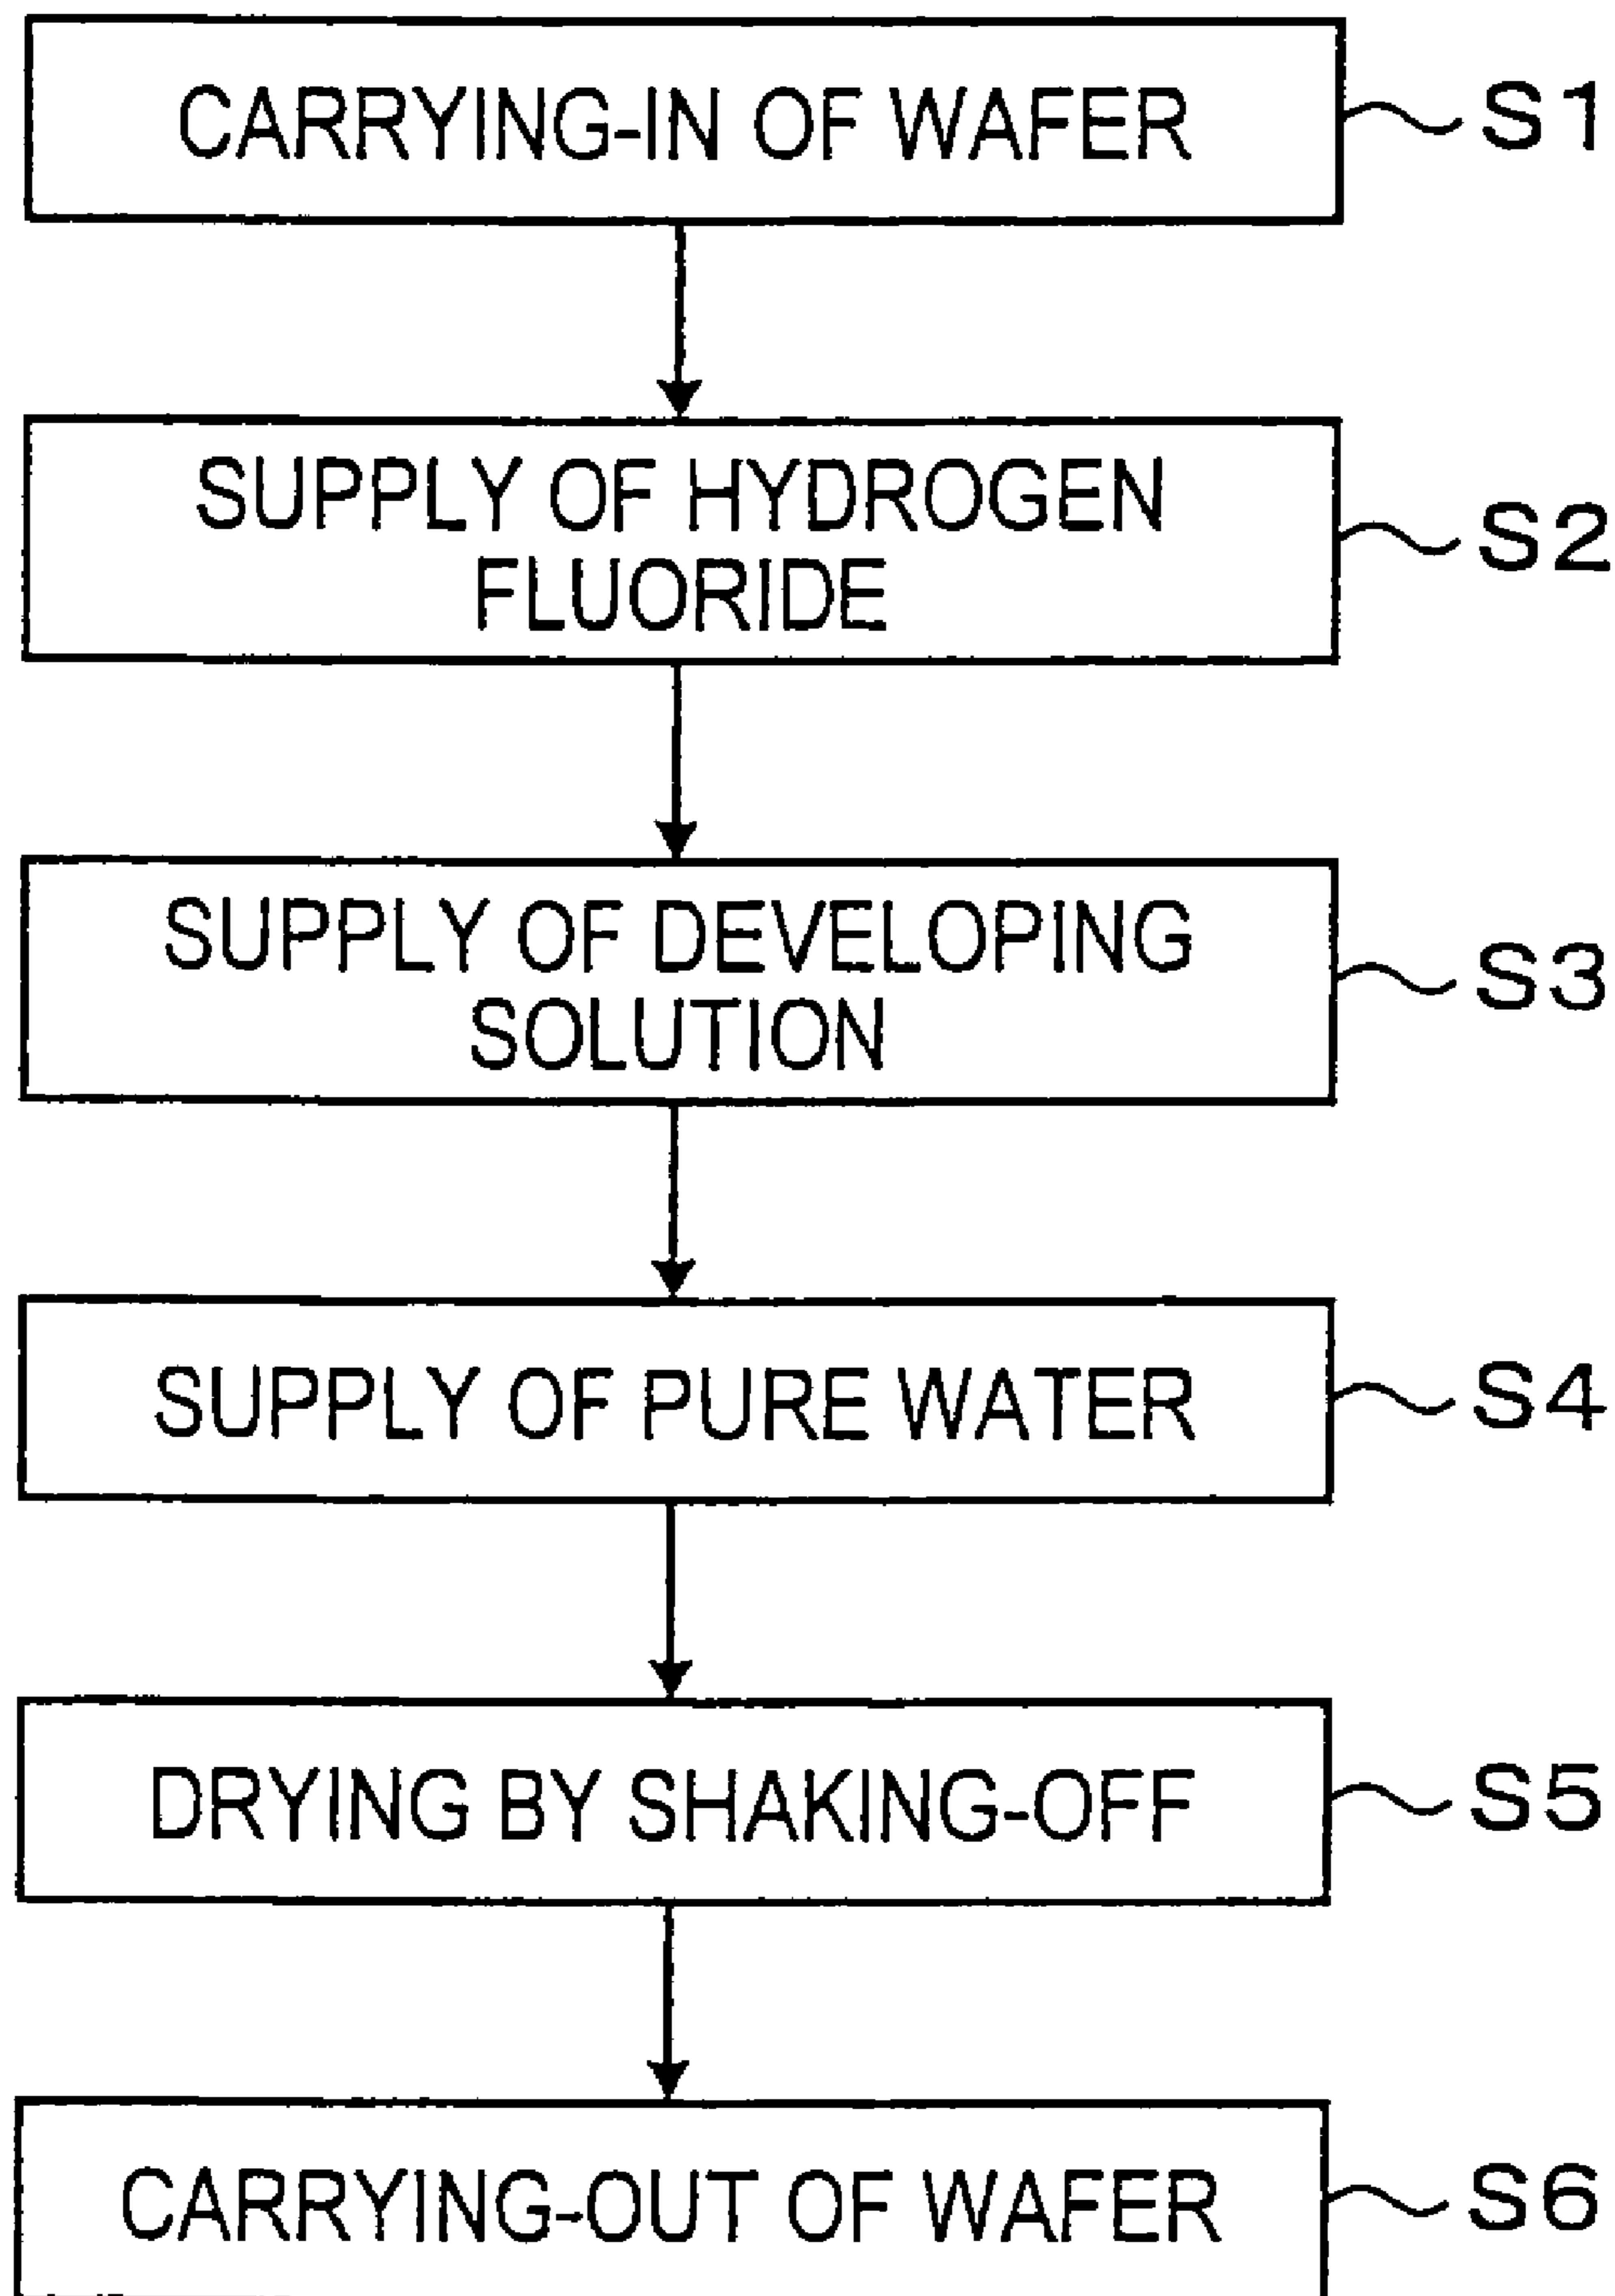 CARRYING-IN OF WAFER
S1
SUPPLY OF HYDROGEN
FLUORIDE
S2
SUPPLY OF DEVELOPING
SOLUTION
S3
SUPPLY OF PURE WATER
S4
DRYING BY SHAKING-OFF
S5
CARRYING-OUT OF WAFER
S6